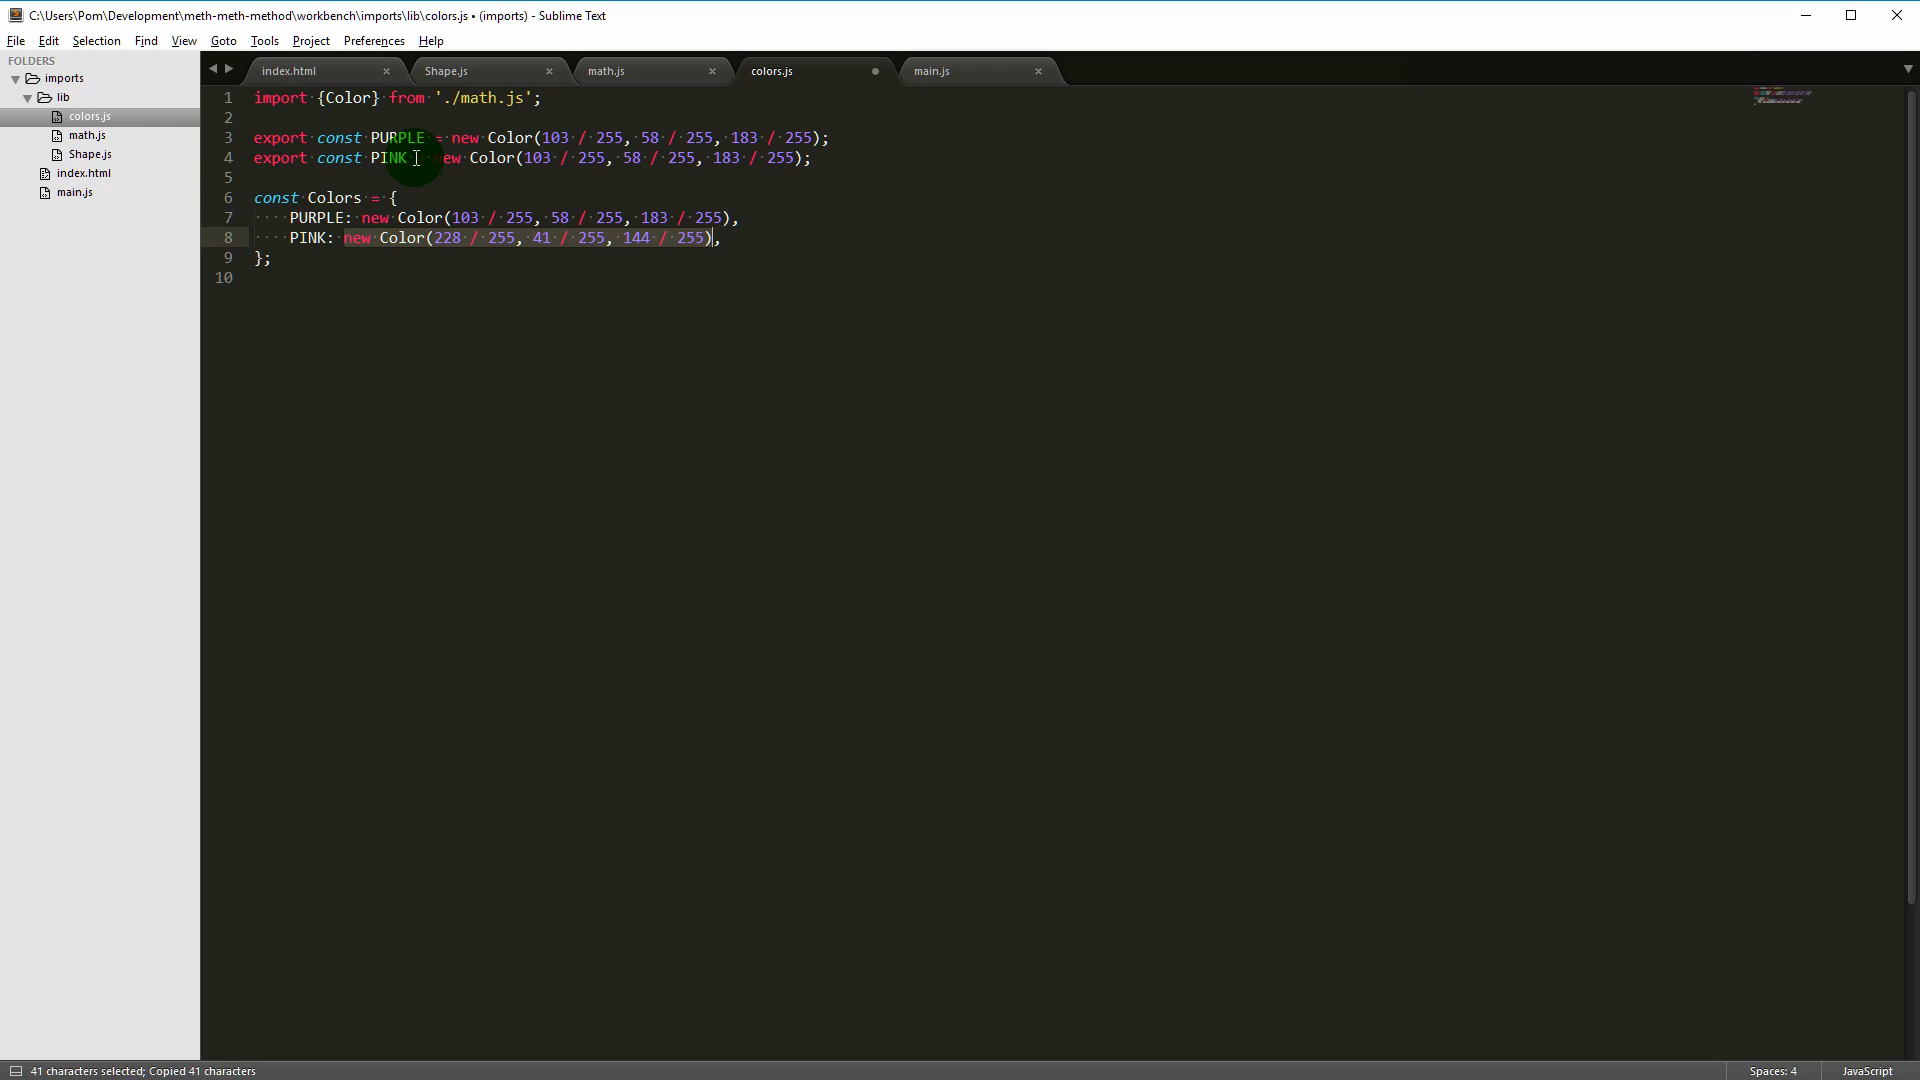 C:\Users\Pom\Development\meth-meth-method\workbench\imports\lib\colors.js • (imports) - Sublime Text
File Edit Selection Find View Goto Tools Project Preferences Help
FOLDERS
imports
lib
colors.js
math.js
Shape.js
index.html
main.js
index.html Shape.js math.js colors.js main.js
1 import {Color} from './math.js';
2
3 export const PURPLE = new Color(103 / 255, 58 / 255, 183 / 255);
4 export const PINK = new Color(103 / 255, 58 / 255, 183 / 255);
5
6 const Colors = {
7 PURPLE: new Color(103 / 255, 58 / 255, 183 / 255),
8 PINK: new Color(228 / 255, 41 / 255, 144 / 255),
9 };
10
41 characters selected; Copied 41 characters
Spaces: 4 JavaScript